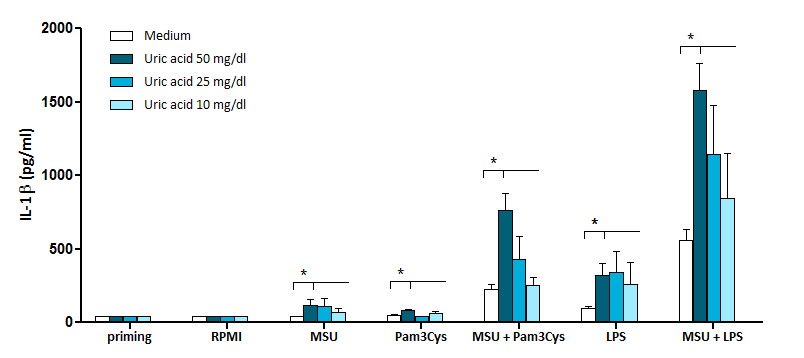 2000
1500
1000
500
0
IL-1β (pg/ml)
Medium
Uric acid 50 mg/dl
Uric acid 25 mg/dl
Uric acid 10 mg/dl
*
*
*
*
*
priming RPMI MSU Pam3Cys MSU + Pam3Cys LPS MSU + LPS